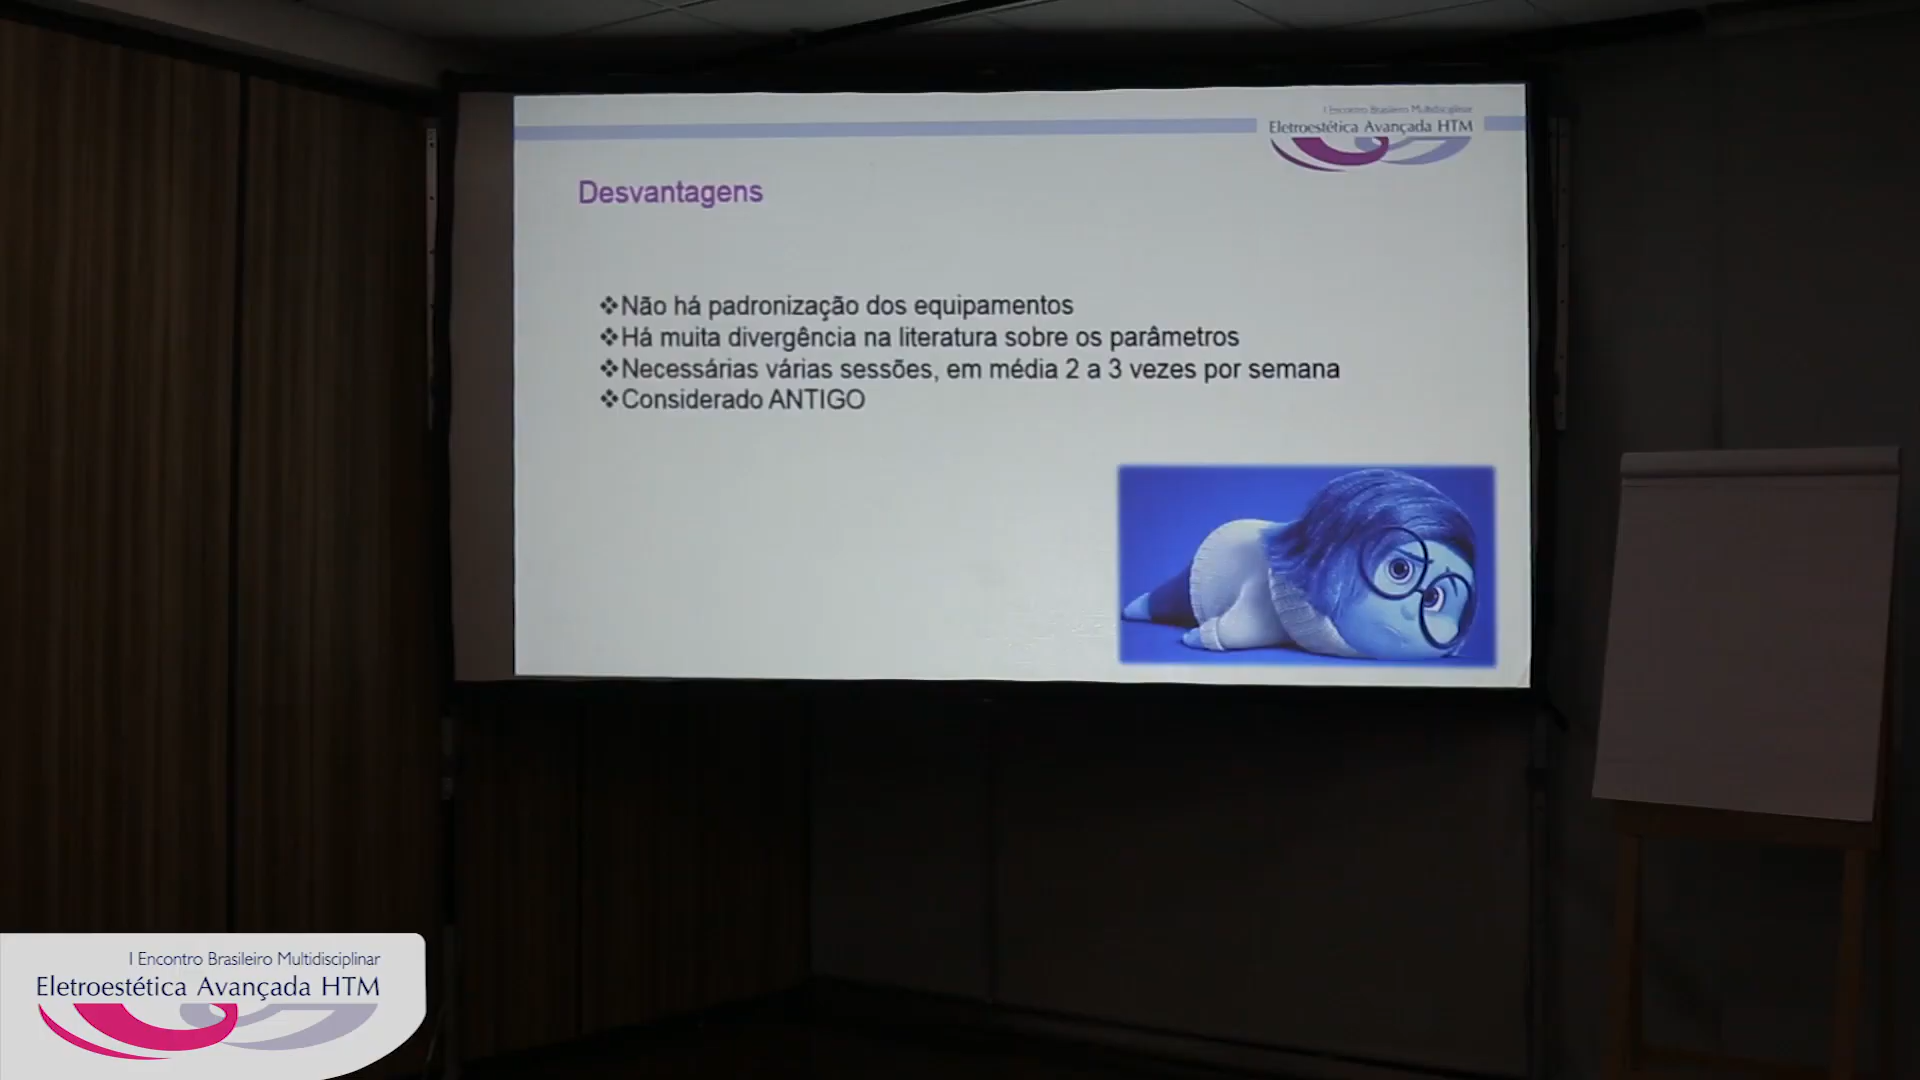 I Encontro Brasileiro Multidisciplinar
Eletroestética Avançada HTM
Desvantagens
Não há padronização dos equipamentos
Há muita divergência na literatura sobre os parâmetros
Necessárias várias sessões, em média 2 a 3 vezes por semana
Considerado ANTIGO
I Encontro Brasileiro Multidisciplinar
Eletroestética Avançada HTM